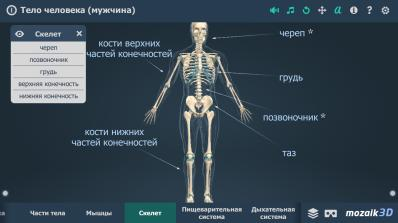 Тело человека (мужчина)
Скелет
череп
позвоночник
грудь
верхняя конечность
нижняя конечность
кости верхних
частей конечностей
кости нижних
частей конечностей
череп *
грудь
позвоночник *
таз
Части тела
Мышцы
Скелет
Пищеварительная
система
Дыхательная
система
mozaik3D